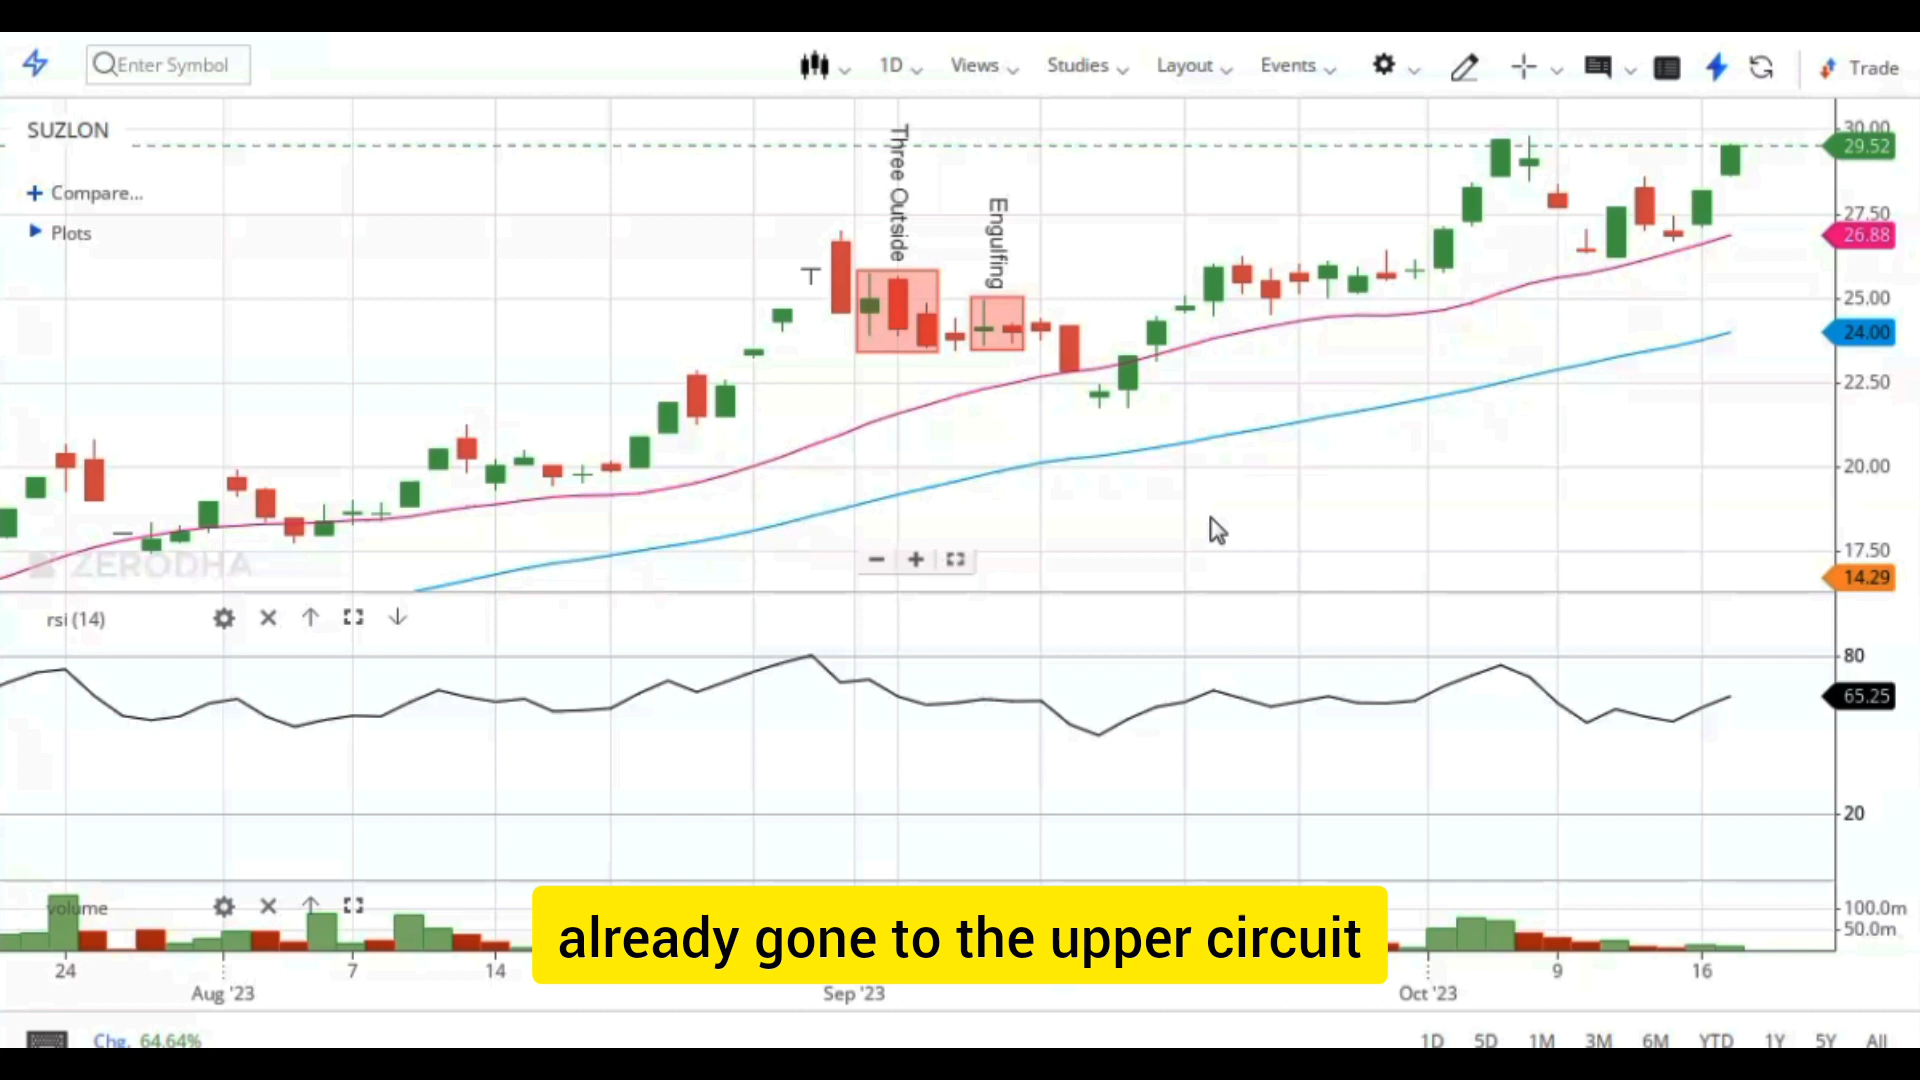 Enter Symbol
1D
Views
Studies
Layout
Events
Trade
SUZLON
Compare...
Plots
Three Outside
Engulfing
T
30.00
29.52
27.50
26.88
25.00
24.00
22.50
20.00
17.50
14.29
ZERODHA
rsi (14)
80
65.25
20
volume
100.0m
50.0m
already gone to the upper circuit
24
7
14
9
16
Aug '23
Sep '23
Oct '23
Chg. 64.64%
1D 5D 1M 3M 6M YTD 1Y 5Y All